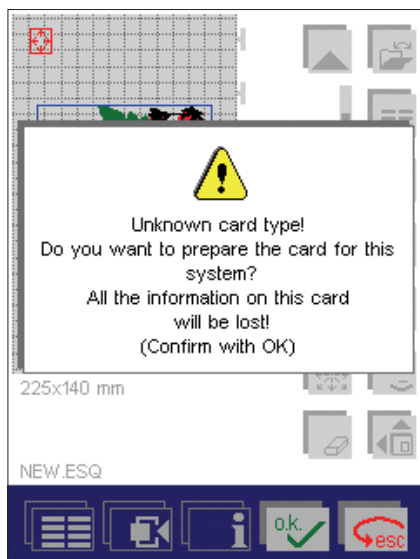 Unknown card type!
Do you want to prepare the card for this
system?
All the information on this card
will be lost!
(Confirm with OK)
225x140 mm
NEW.ESQ
i o.k. esc